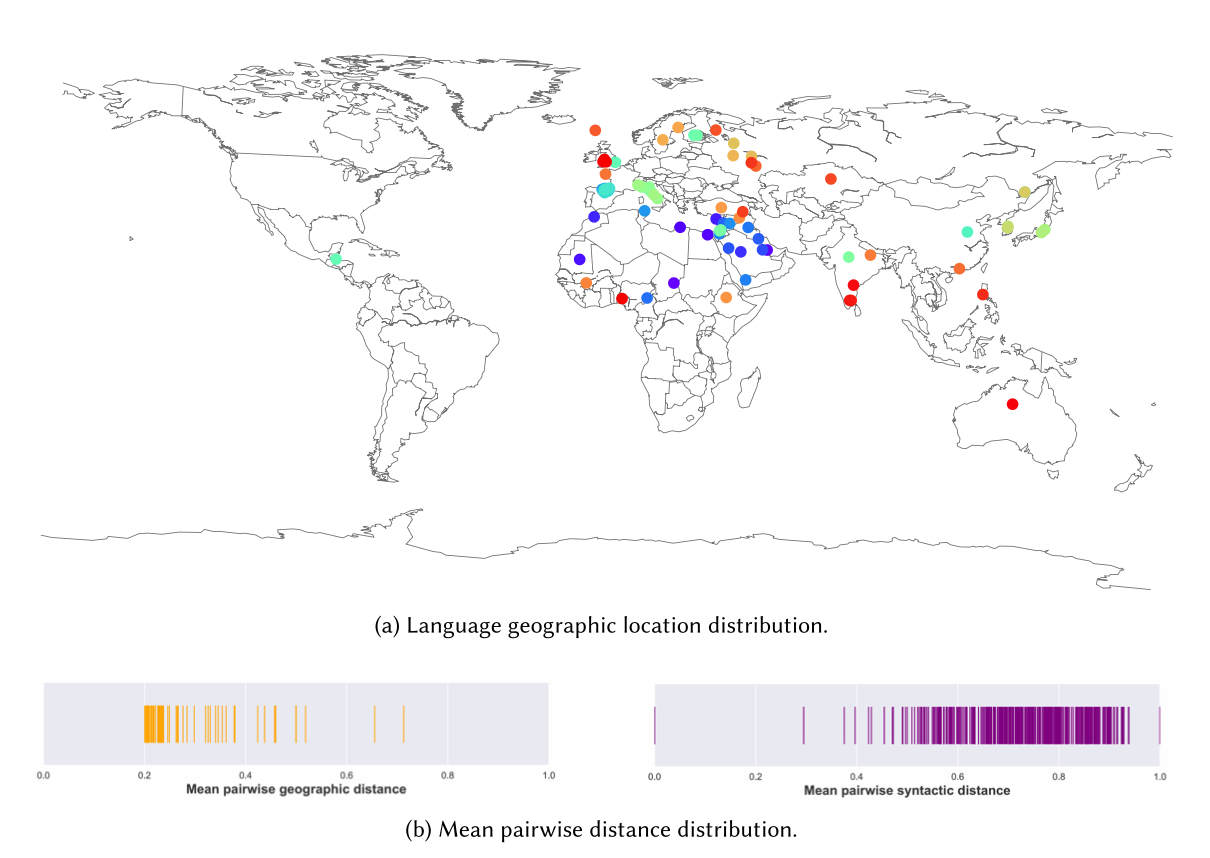 (a) Language geographic location distribution.
0.0 0.2 0.4 0.6 0.8 1.0
Mean pairwise geographic distance
0.0 0.2 0.4 0.6 0.8 1.0
Mean pairwise syntactic distance
(b) Mean pairwise distance distribution.